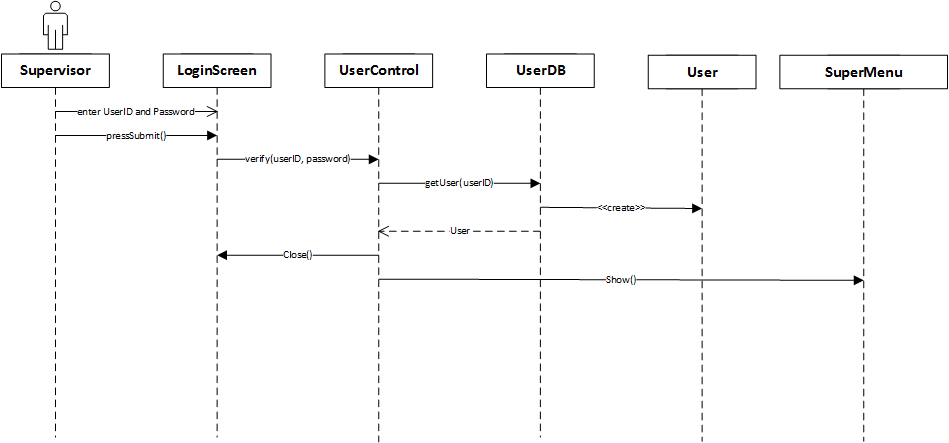 Supervisor
LoginScreen
UserControl
UserDB
User
SuperMenu
enter UserID and Password
pressSubmit()
verify(userID, password)
getUser(userID)
<<create>>
User
Close()
Show()